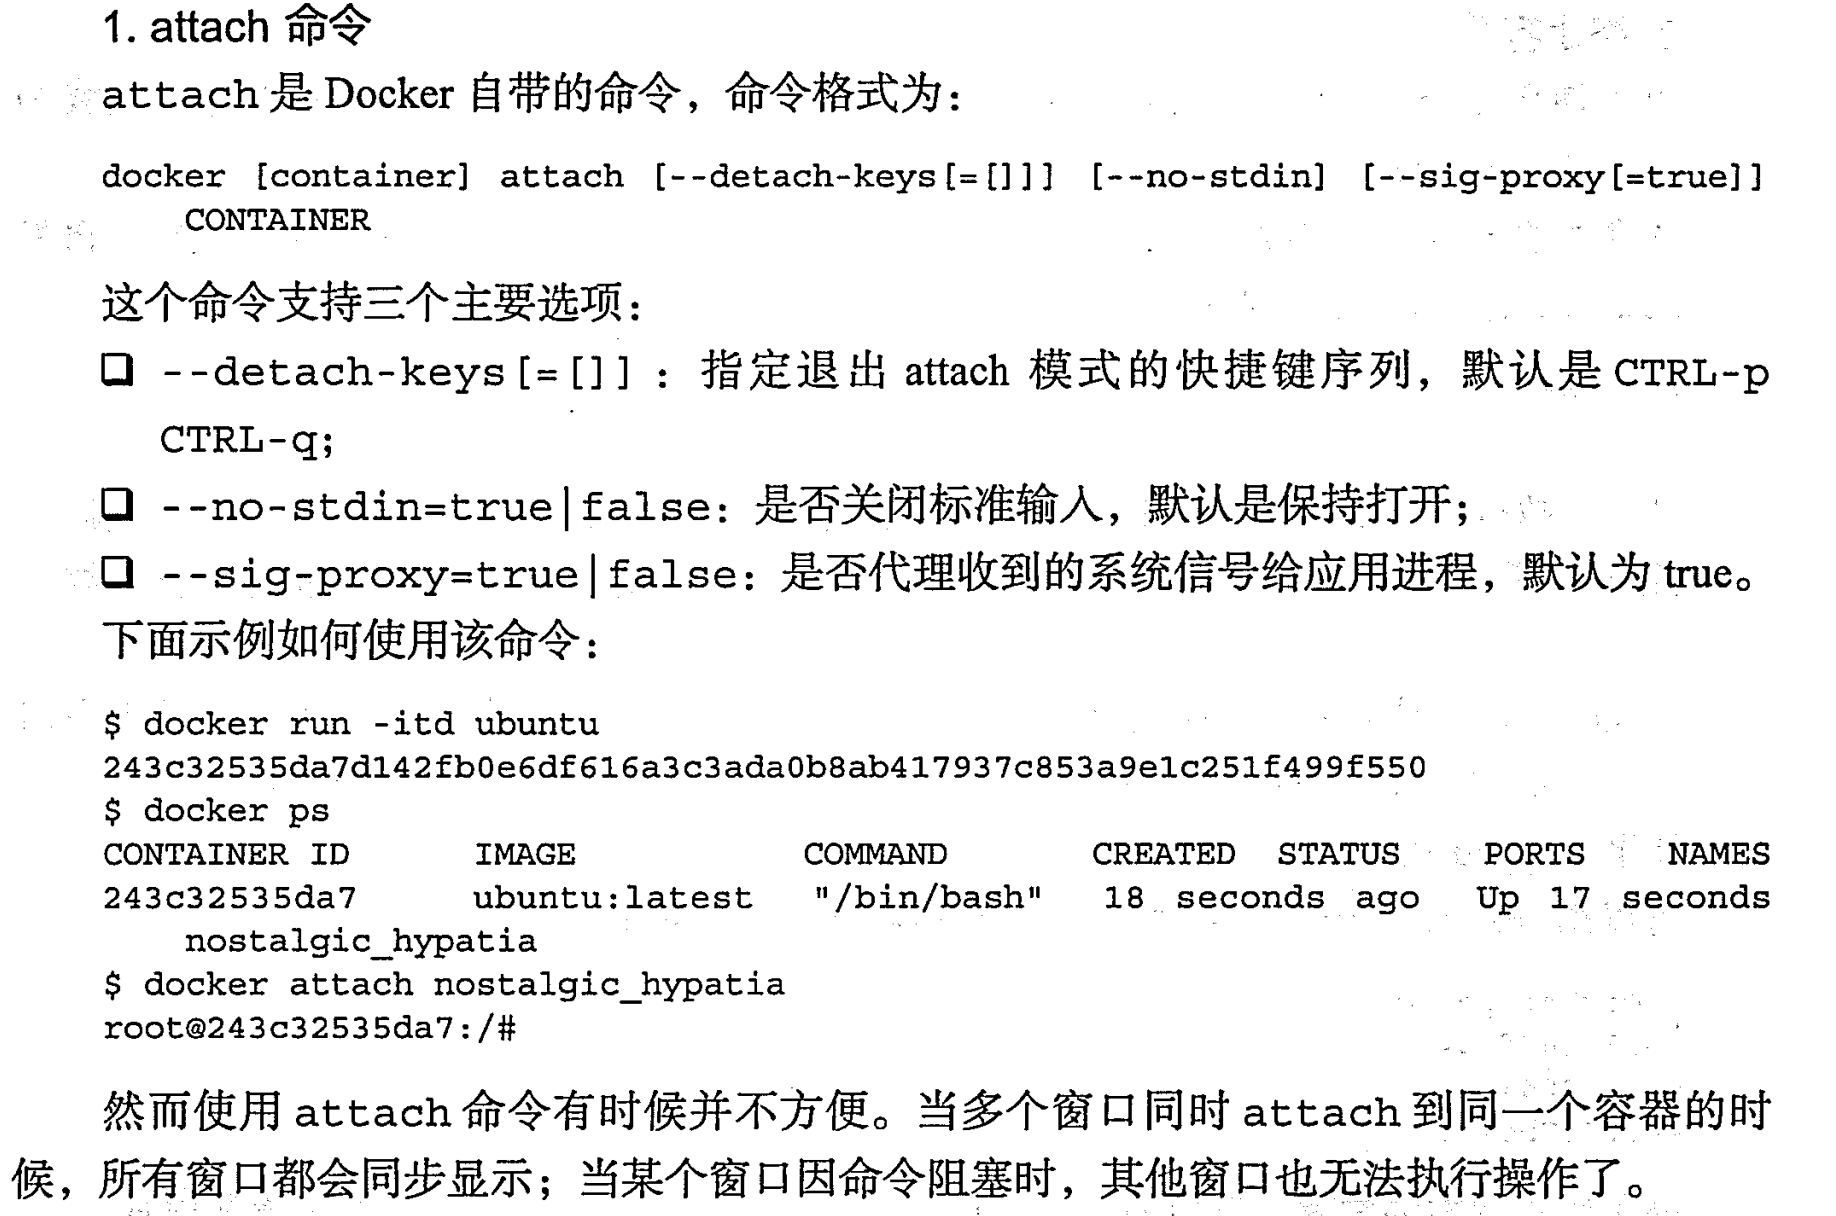 1. attach 命令
attach是 Docker 自带的命令，命令格式为：
docker [container] attach [--detach-keys[=[]]] [--no-stdin] [--sig-proxy[=true]]
CONTAINER
这个命令支持三个主要选项：
❑ --detach-keys[=[]]：指定退出 attach 模式的快捷键序列，默认是 CTRL-p
CTRL-q;
❑ --no-stdin=true|false：是否关闭标准输入，默认是保持打开；
❑ --sig-proxy=true|false：是否代理收到的系统信号给应用进程，默认为 true。
下面示例如何使用该命令：
$ docker run -itd ubuntu
243c32535da7d142fb0e6df616a3c3ada0b8ab417937c853a9e1c251f499f550
$ docker ps
CONTAINER ID IMAGE COMMAND CREATED STATUS PORTS NAMES
243c32535da7 ubuntu:latest "/bin/bash" 18 seconds ago Up 17 seconds
nostalgic_hypatia
$ docker attach nostalgic_hypatia
root@243c32535da7:/#
然而使用 attach 命令有时候并不方便。当多个窗口同时 attach 到同一个容器的时
候，所有窗口都会同步显示；当某个窗口因命令阻塞时，其他窗口也无法执行操作了。